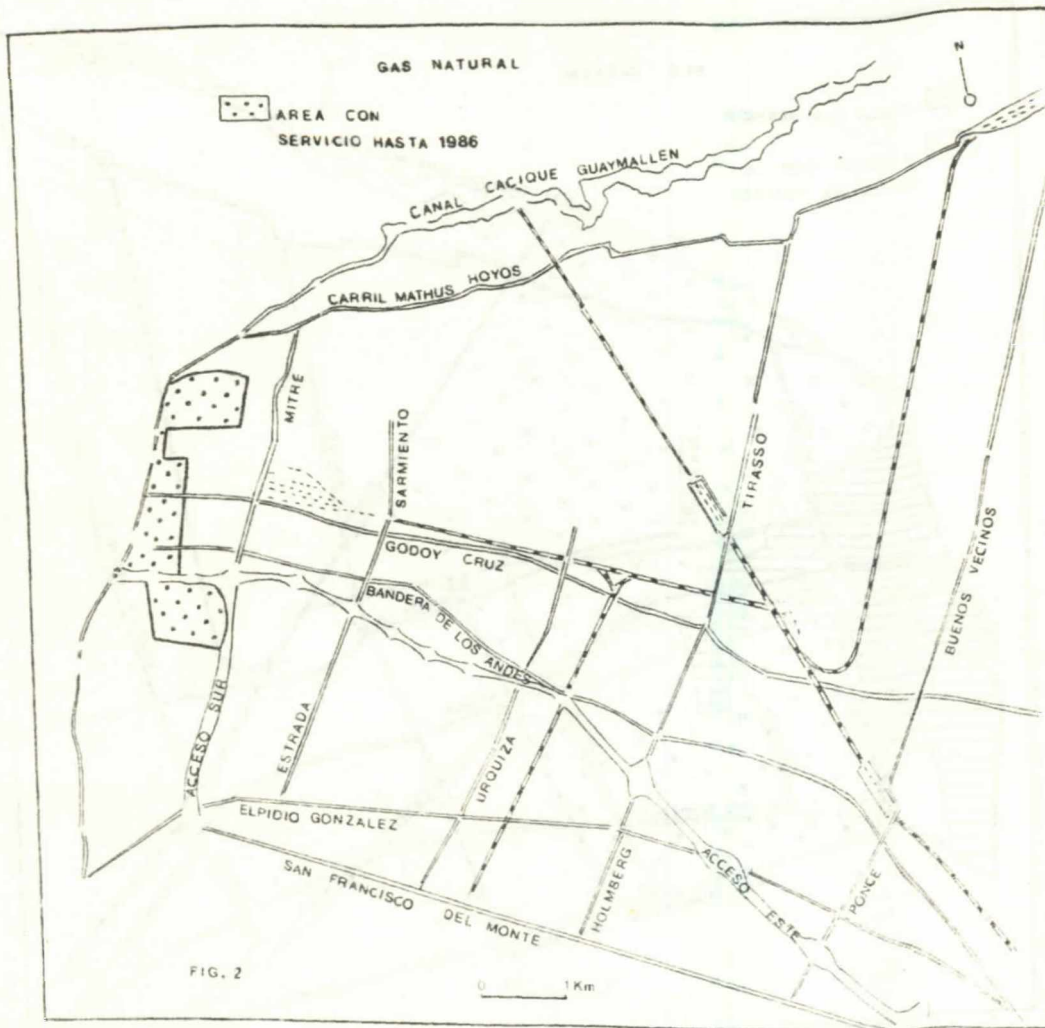 GAS NATURAL
N
AREA CON
SERVICIO HASTA 1986
CANAL CACIQUE GUAYMALLEN
CARRIL MATHUS HOYOS
MITRE
SARMIENTO
TIRASSO
BUENOS VECINOS
GODOY CRUZ
BANDERA DE LOS ANDES
ACCESO SUR
ESTRADA
URQUIZA
ELPIDIO GONZALEZ
SAN FRANCISCO DEL MONTE
HOLMBERG
ACCESO ESTE
PONCE
FIG. 2
0 1 Km